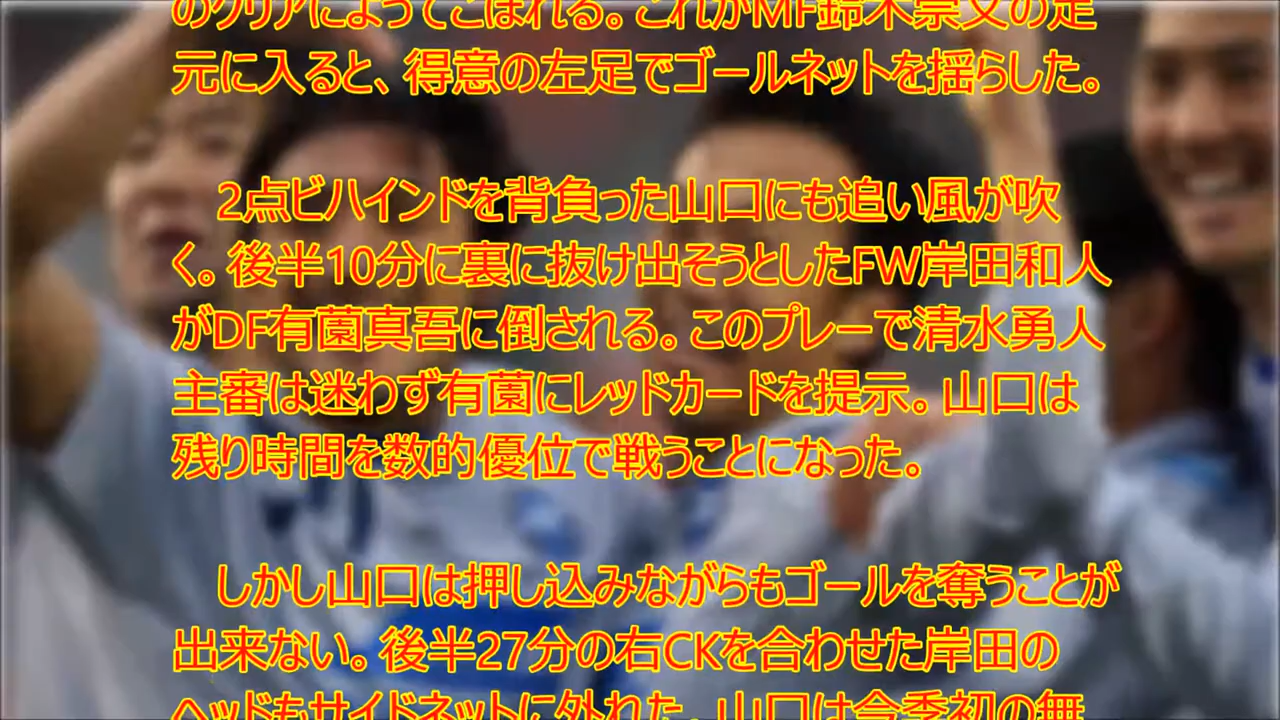 のクリアによってこぼれる。これがMF鈴木崇文の足
元に入ると、得意の左足でゴールネットを揺らした。
2点ビハインドを背負った山口にも追い風が吹
く。後半10分に裏に抜け出そうとしたFW岸田和人
がDF有薗真吾に倒される。このプレーで清水勇人
主審は迷わず有薗にレッドカードを提示。山口は
残り時間を数的優位で戦うことになった。
しかし山口は押し込みながらもゴールを奪うことが
出来ない。後半27分の右CKを合わせた岸田の
ヘッドもサイドネットに外れた。山口は今季初の無